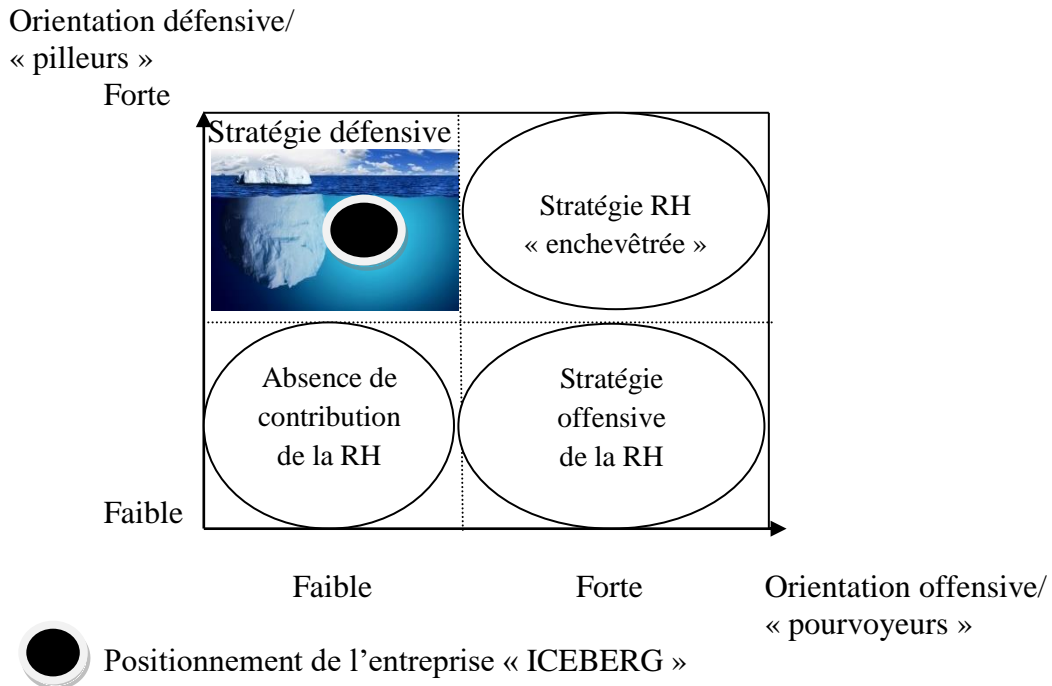 Orientation défensive/
« pilleurs »
Forte
Stratégie défensive
Stratégie RH
« enchevêtrée »
Absence de
contribution
de la RH
Stratégie
offensive
de la RH
Faible
Faible
Forte
Orientation offensive/
« pourvoyeurs »
Positionnement de l’entreprise « ICEBERG »